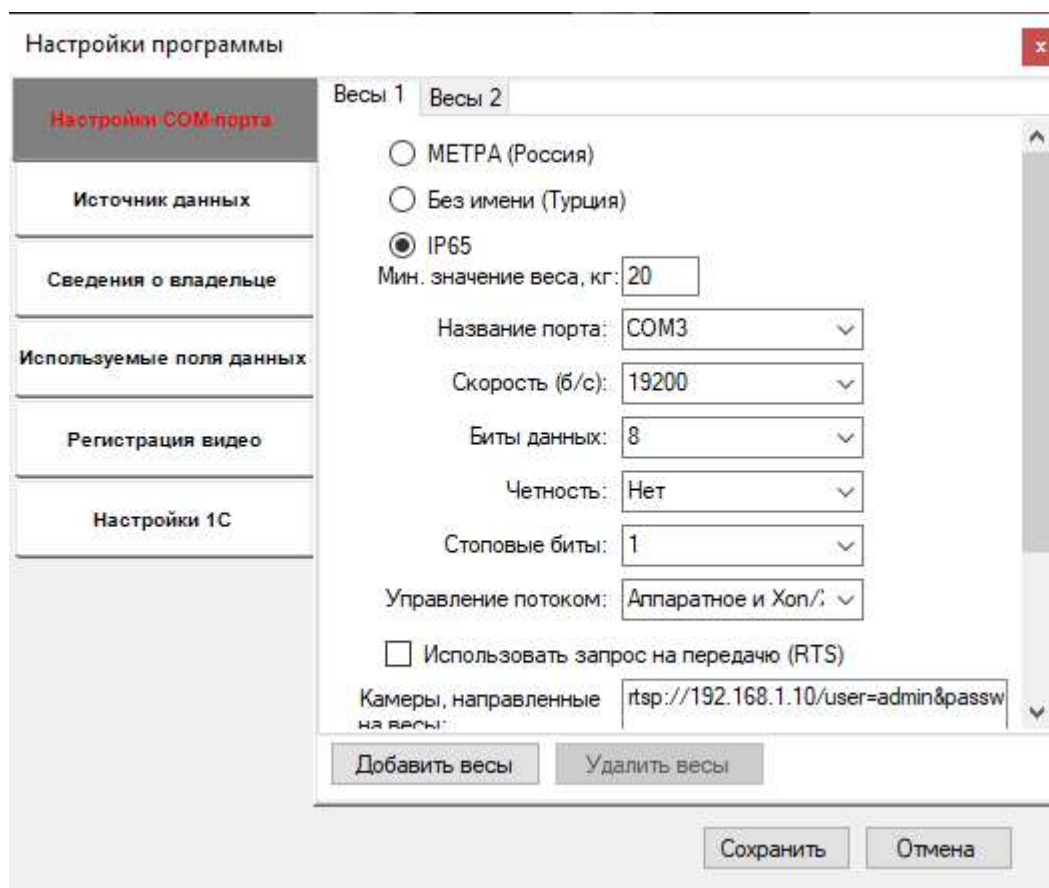 Настройки программы
x
Настройки COM-порта
Источник данных
Сведения о владельце
Используемые поля данных
Регистрация видео
Настройки 1С
Весы 1 Весы 2
МЕТРА (Россия)
Без имени (Турция)
IP65
Мин. значение веса, кг: 20
Название порта: COM3
Скорость (б/с): 19200
Биты данных: 8
Четность: Нет
Стоповые биты: 1
Управление потоком: Аппаратное и Xon/
Использовать запрос на передачю (RTS)
Камеры, направленные rtsp://192.168.1.10/user=admin&passw
на весы:
Добавить весы Удалить весы
Сохранить Отмена